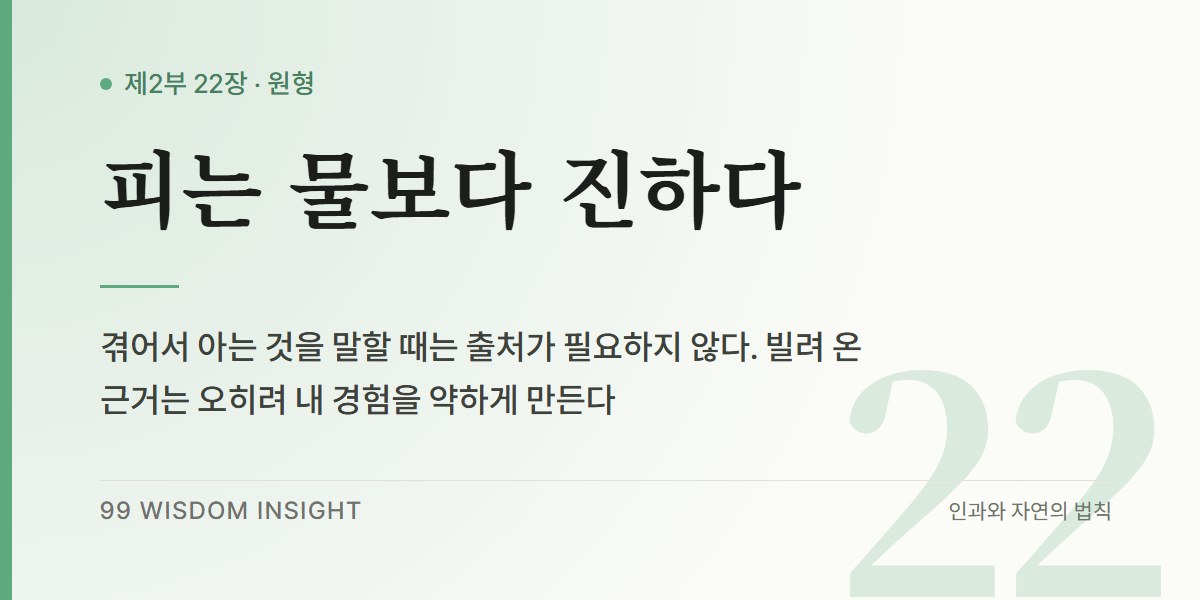 제2부 22장 · 원형
피는 물보다 진하다
겪어서 아는 것을 말할 때는 출처가 필요하지 않다. 빌려 온
근거는 오히려 내 경험을 약하게 만든다
99 WISDOM INSIGHT
인과와 자연의 법칙
22